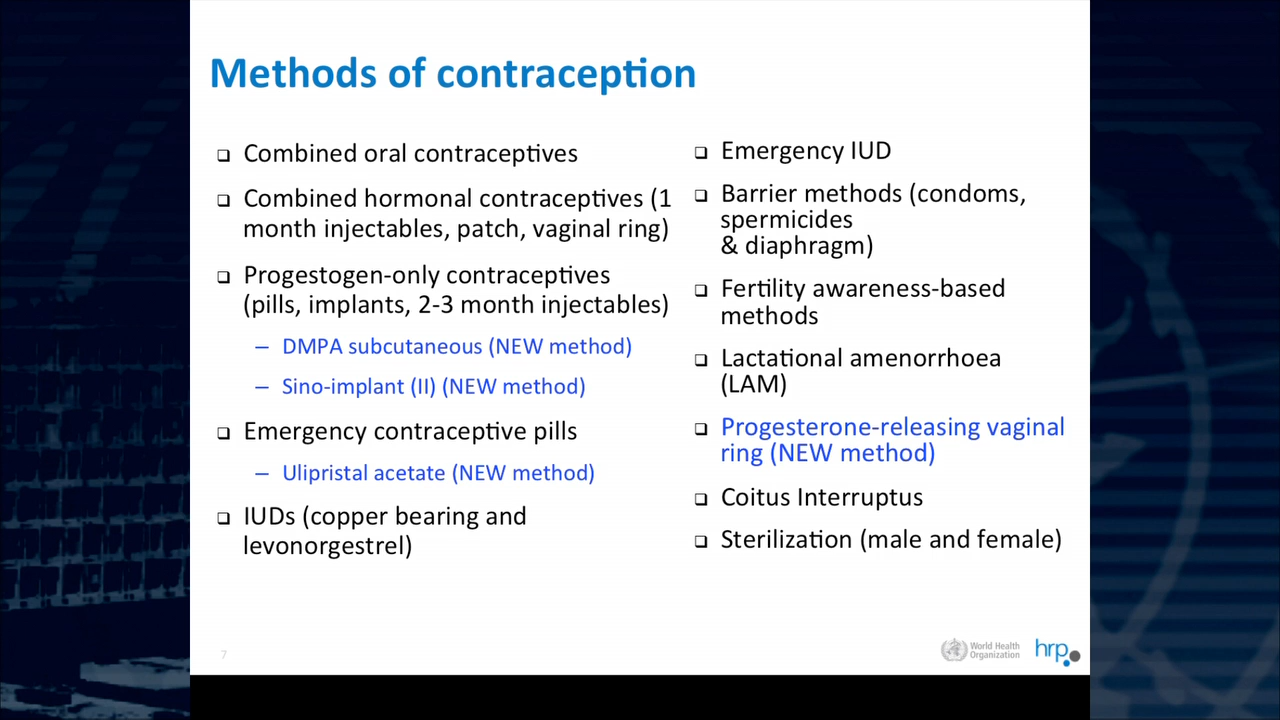 Methods of contraception
❑ Combined oral contraceptives
❑ Combined hormonal contraceptives (1
month injectables, patch, vaginal ring)
❑ Progestogen-only contraceptives
(pills, implants, 2-3 month injectables)
– DMPA subcutaneous (NEW method)
– Sino-implant (II) (NEW method)
❑ Emergency contraceptive pills
– Ulipristal acetate (NEW method)
❑ IUDs (copper bearing and
levonorgestrel)
❑ Emergency IUD
❑ Barrier methods (condoms,
spermicides
& diaphragm)
❑ Fertility awareness-based
methods
❑ Lactational amenorrhoea
(LAM)
❑ Progesterone-releasing vaginal
ring (NEW method)
❑ Coitus Interruptus
❑ Sterilization (male and female)
7
World Health
Organization
hrp